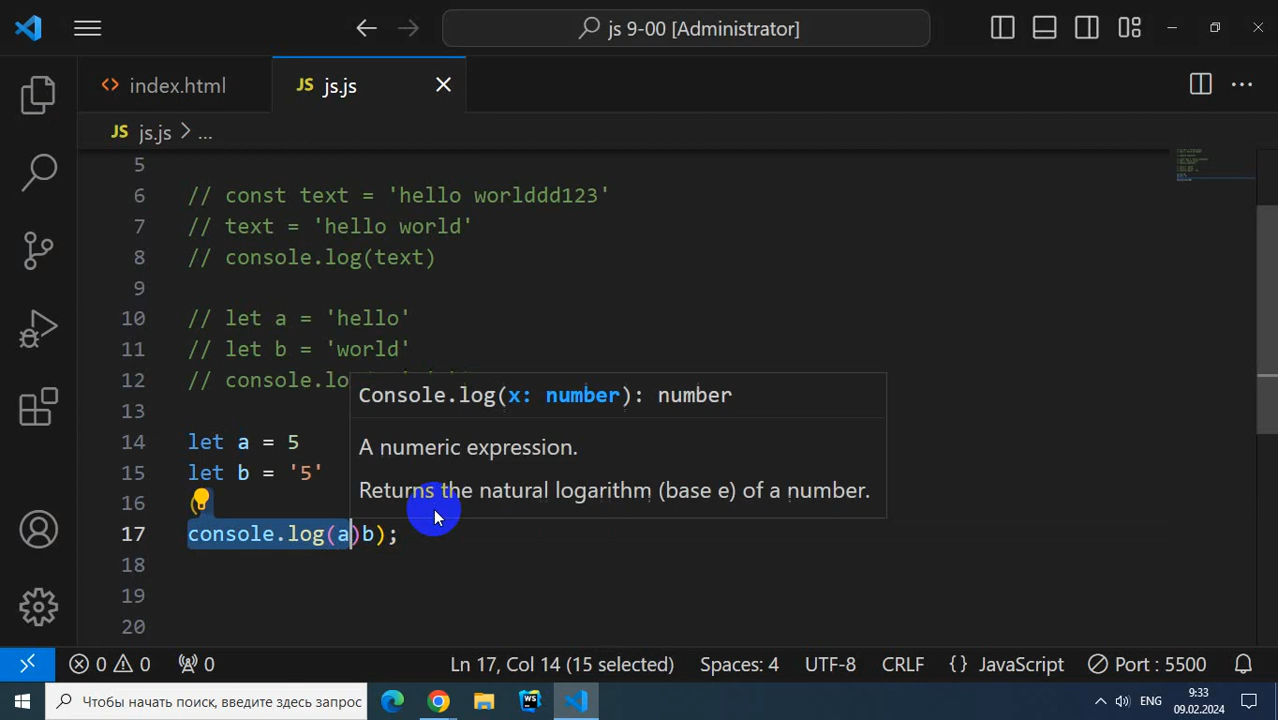 js 9-00 [Administrator]
index.html
JS js.js
JS js.js > ...
5
6 // const text = 'hello worlddd123'
7 // text = 'hello world'
8 // console.log(text)
9
10 // let a = 'hello'
11 // let b = 'world'
12 // console.lo
Console.log(x: number): number
13
A numeric expression.
14 let a = 5
15 let b = '5'
Returns the natural logarithm (base e) of a number.
16 (
17 console.log(a)b);
18
19
20
0 0 0 Ln 17, Col 14 (15 selected) Spaces: 4 UTF-8 CRLF {} JavaScript Port : 5500
Чтобы начать поиск, введите здесь запрос
WS
ENG
9:33
09.02.2024